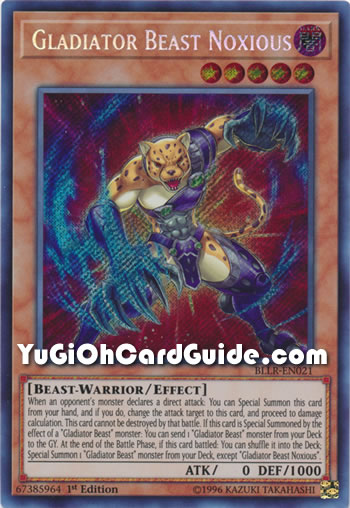 GLADIATOR BEAST NOXIOUS
YuGiOhCardGuide.com
BLLR-EN021
[BEAST-WARRIOR/EFFECT]
When an opponent's monster declares a direct attack: You can Special Summon this card
from your hand, and if you do, change the attack target to this card, and proceed to damage
calculation. This card cannot be destroyed by that battle. If this card is Special Summoned by the
effect of a "Gladiator Beast" monster: You can send 1 "Gladiator Beast" monster from your Deck
to the GY. At the end of the Battle Phase, if this card battled: You can shuffle it into the Deck;
Special Summon 1 "Gladiator Beast" monster from your Deck, except "Gladiator Beast Noxious".
ATK/ 0 DEF/1000
67385964 1st Edition ©1996 KAZUKI TAKAHASHI